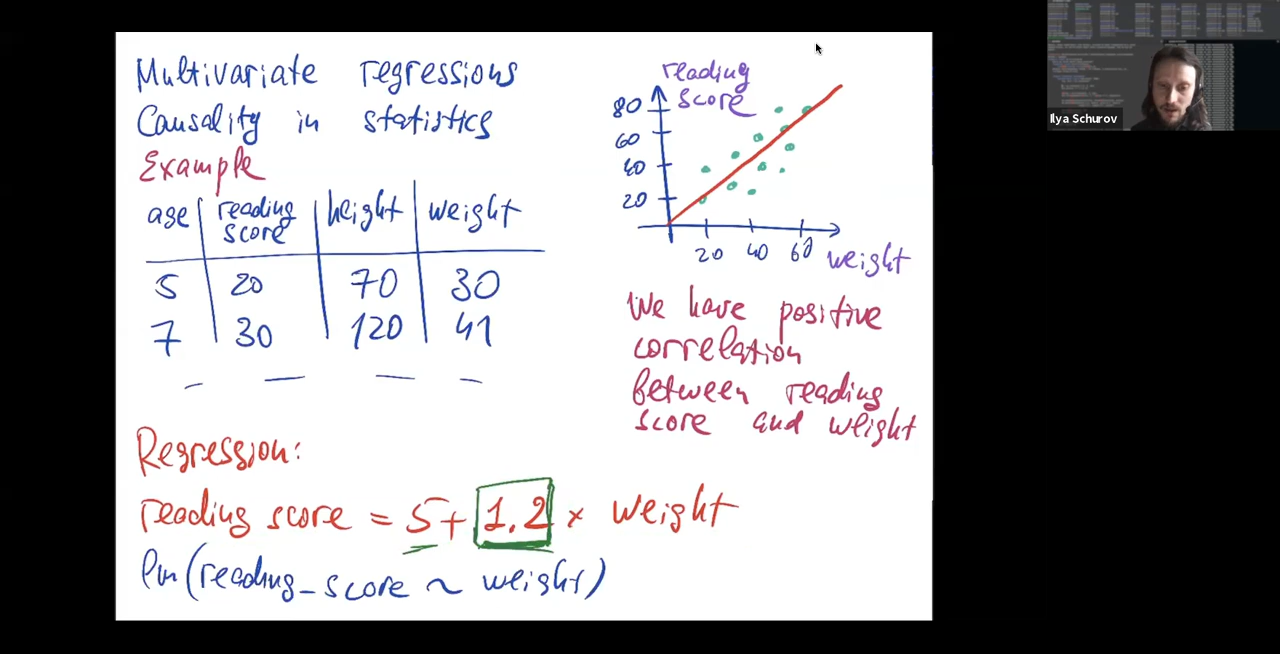 Multivariate regressions
Causality in statistics
Example
age reading score height weight
5 20 70 30
7 30 120 41
Regression:
reading score = 5 + 1.2 × weight
lm(reading_score ~ weight)
reading
score
80
60
40
20
20 40 60
weight
We have positive
correlation
between reading
score and weight
Ilya Schurov